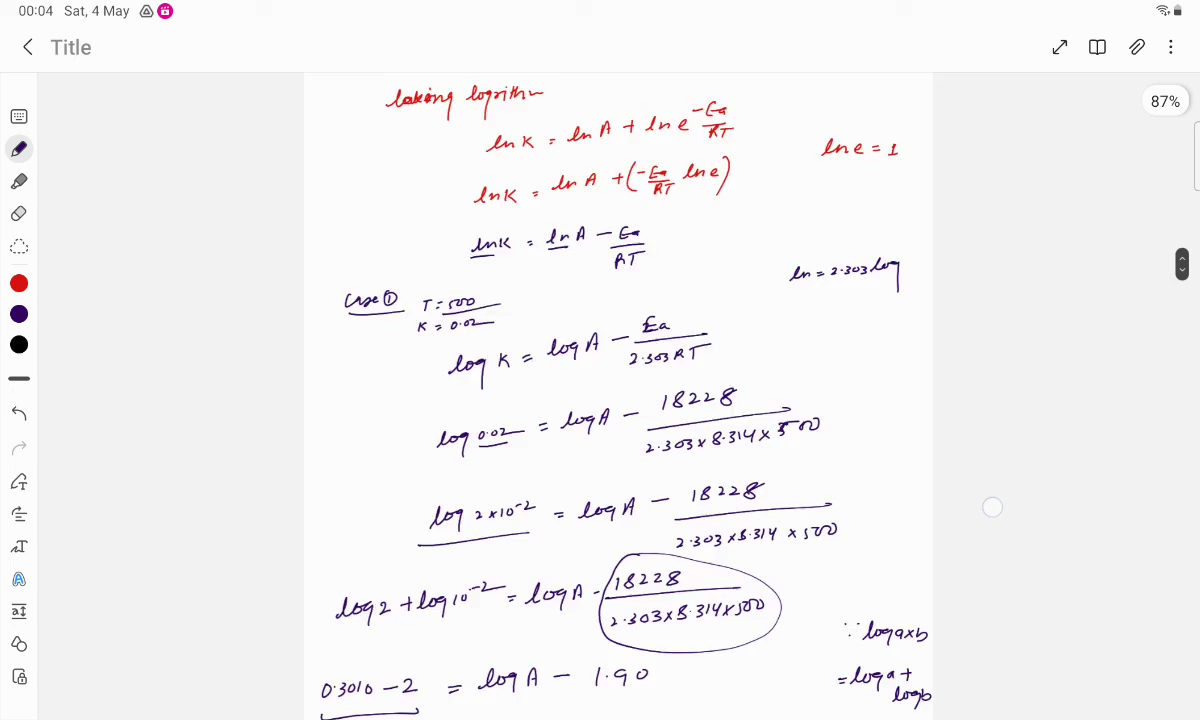 00:04 Sat, 4 May
Title
87%
taking logrithm
ln K = ln A + ln e^(-Ea/RT)
ln e = 1
ln K = ln A + (-Ea/RT ln e)
ln K = ln A - Ea/RT
ln = 2.303 log
Case ① T = 500
K = 0.02
log K = log A - Ea/2.303 RT
log 0.02 = log A - 18228/2.303 × 8.314 × 500
log 2×10^-2 = log A - 18228/2.303 × 8.314 × 500
log 2 + log 10^-2 = log A - 18228/2.303 × 8.314 × 500
∵ log a×b
0.3010 - 2 = log A - 1.90
= log a +
log b